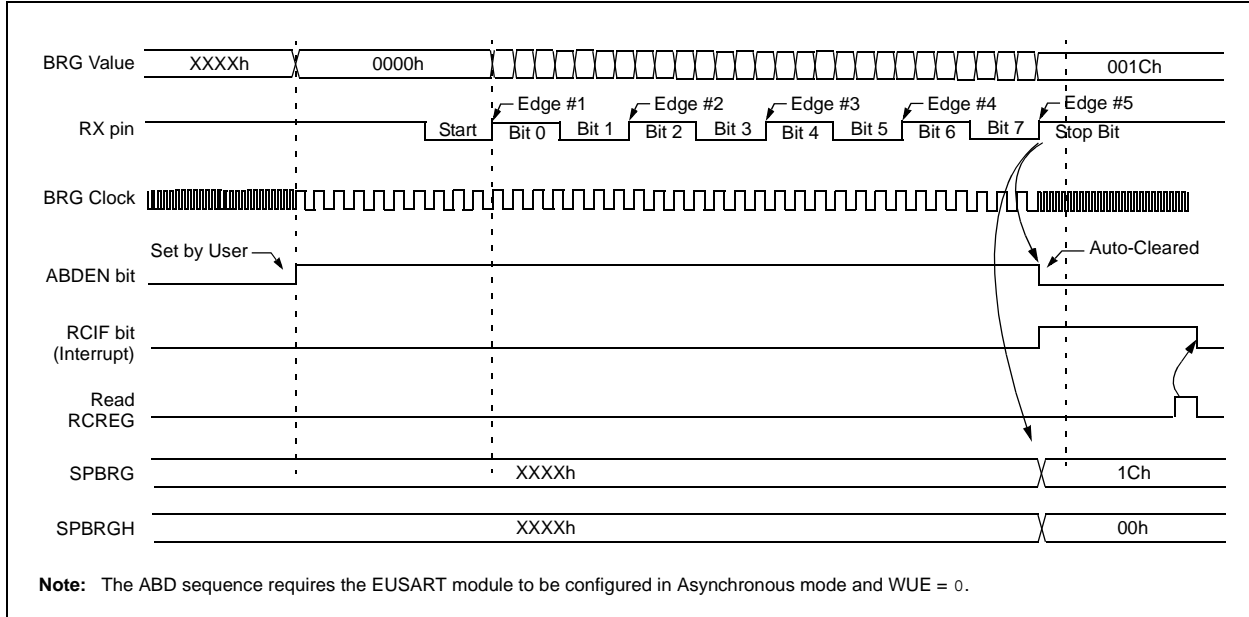 BRG Value XXXXh 0000h 001Ch
Edge #1 Edge #2 Edge #3 Edge #4 Edge #5
RX pin Start Bit 0 Bit 1 Bit 2 Bit 3 Bit 4 Bit 5 Bit 6 Bit 7 Stop Bit
BRG Clock
Set by User Auto-Cleared
ABDEN bit
RCIF bit
(Interrupt)
Read
RCREG
SPBRG XXXXh 1Ch
SPBRGH XXXXh 00h
Note: The ABD sequence requires the EUSART module to be configured in Asynchronous mode and WUE = 0.